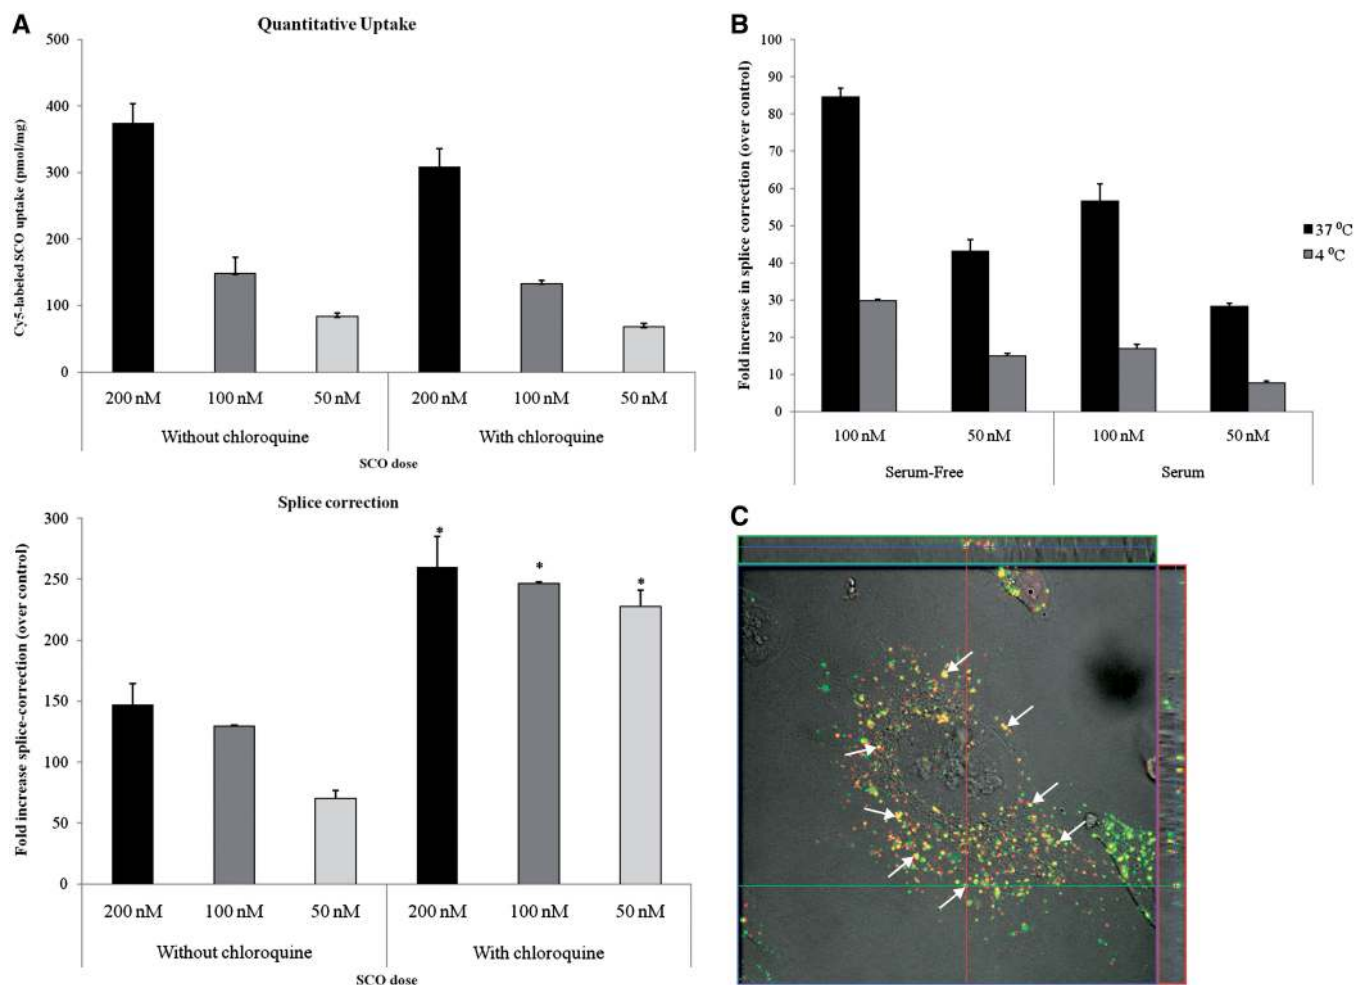 A
Quantitative Uptake
Cy5-labeled SCO uptake (pmol/mg)
500
400
300
200
100
0
200 nM 100 nM 50 nM 200 nM 100 nM 50 nM
Without chloroquine With chloroquine
SCO dose
Splice correction
Fold increase splice-correction (over control)
300
250
200
150
100
50
0
* * *
200 nM 100 nM 50 nM 200 nM 100 nM 50 nM
Without chloroquine With chloroquine
SCO dose
B
Fold increase in splice correction (over control)
100
90
80
70
60
50
40
30
20
10
0
100 nM 50 nM 100 nM 50 nM
Serum-Free Serum
37 ⁰C
4 ⁰C
C